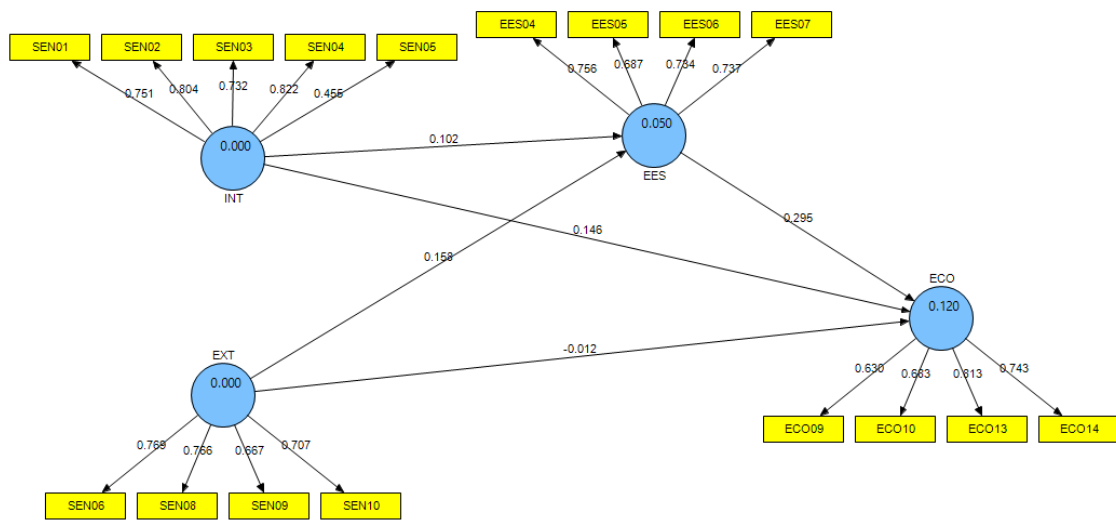 EES04 EES05 EES06 EES07
SEN01 SEN02 SEN03 SEN04 SEN05
0.756 0.687 0.734 0.737
0.751 0.804 0.732 0.822 0.455
0.050
0.000
0.102
EES
INT
0.295
0.146
0.158
ECO
0.120
EXT
-0.012
0.000
0.630 0.683 0.813 0.743
0.769 0.766 0.667 0.707
ECO09 ECO10 ECO13 ECO14
SEN06 SEN08 SEN09 SEN10